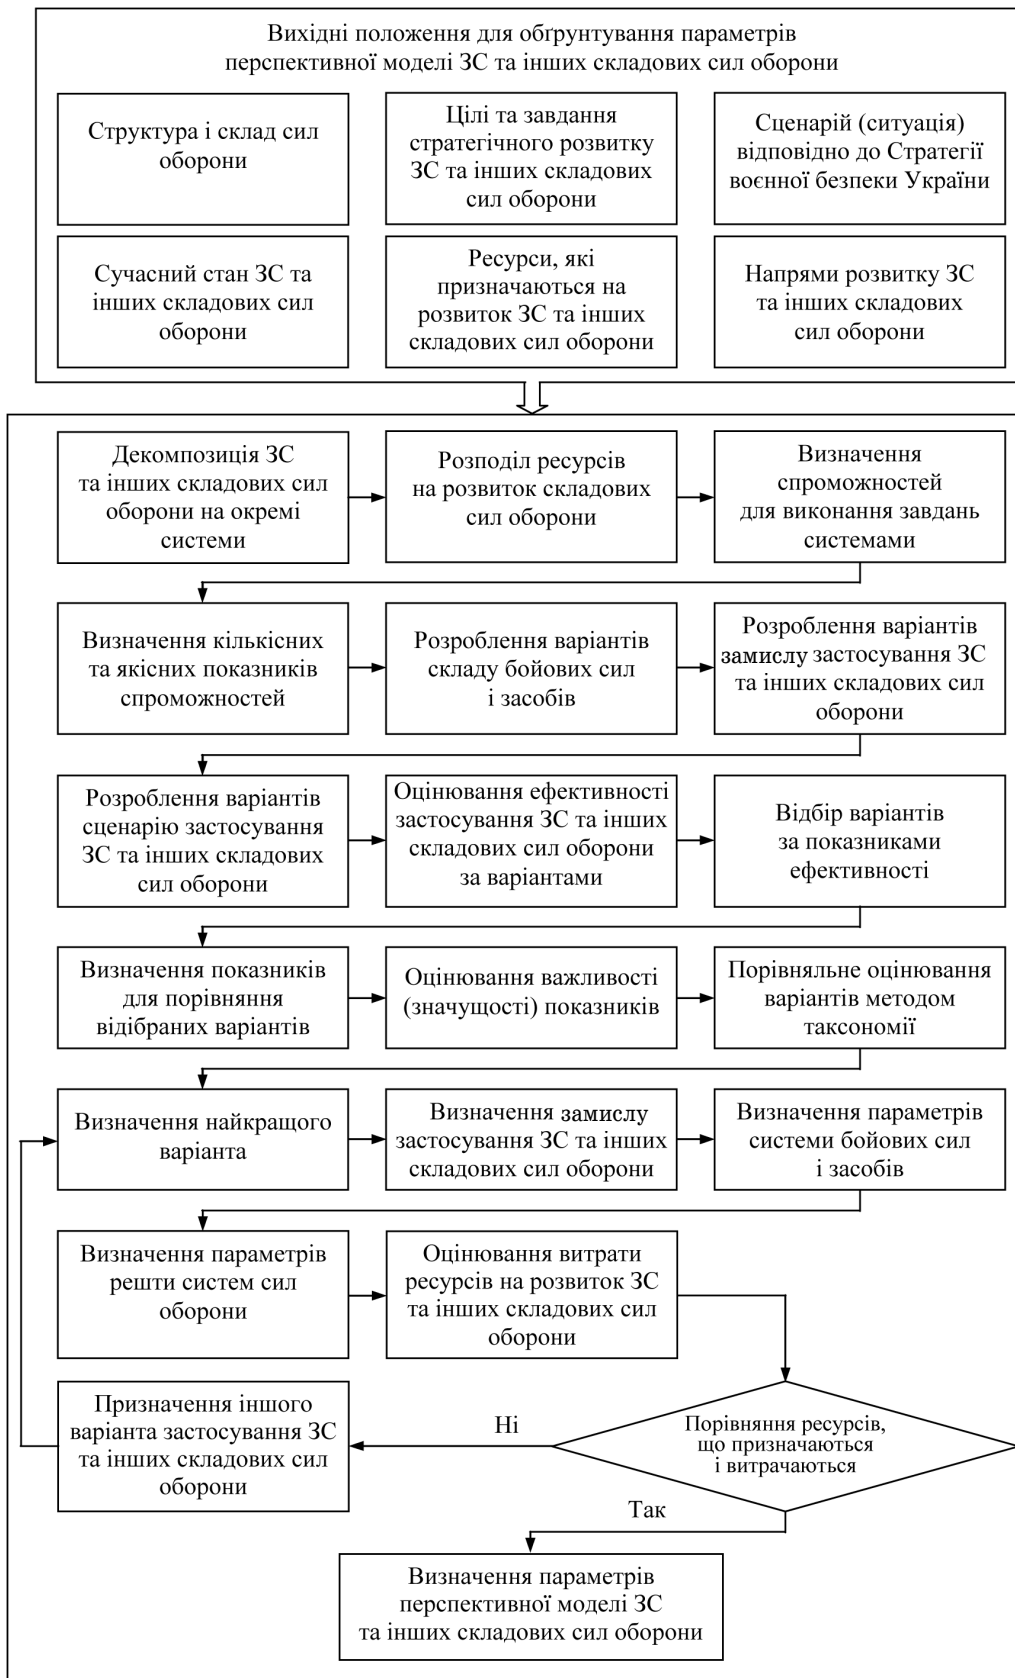 Вихідні положення для обґрунтування параметрів
перспективної моделі ЗС та інших складових сил оборони
Структура і склад сил
оборони
Цілі та завдання
стратегічного розвитку
ЗС та інших складових
сил оборони
Сценарій (ситуація)
відповідно до Стратегії
воєнної безпеки України
Сучасний стан ЗС та
інших складових сил
оборони
Ресурси, які
призначаються на
розвиток ЗС та інших
складових сил оборони
Напрями розвитку ЗС
та інших складових
сил оборони
Декомпозиція ЗС
та інших складових сил
оборони на окремі
системи
Розподіл ресурсів
на розвиток складових
сил оборони
Визначення
спроможностей
для виконання завдань
системами
Визначення кількісних
та якісних показників
спроможностей
Розроблення варіантів
складу бойових сил
і засобів
Розроблення варіантів
замислу застосування ЗС
та інших складових сил
оборони
Розроблення варіантів
сценарію застосування
ЗС та інших складових
сил оборони
Оцінювання ефективності
застосування ЗС та інших
складових сил оборони
за варіантами
Відбір варіантів
за показниками
ефективності
Визначення показників
для порівняння
відібраних варіантів
Оцінювання важливості
(значущості) показників
Порівняльне оцінювання
варіантів методом
таксономії
Визначення найкращого
варіанта
Визначення замислу
застосування ЗС та інших
складових сил оборони
Визначення параметрів
системи бойових сил
і засобів
Визначення параметрів
решти систем сил
оборони
Оцінювання витрати
ресурсів на розвиток ЗС
та інших складових сил
оборони
Призначення іншого
варіанта застосування ЗС
та інших складових сил
оборони
Ні
Порівняння ресурсів,
що призначаються
і витрачаються
Так
Визначення параметрів
перспективної моделі ЗС
та інших складових сил оборони